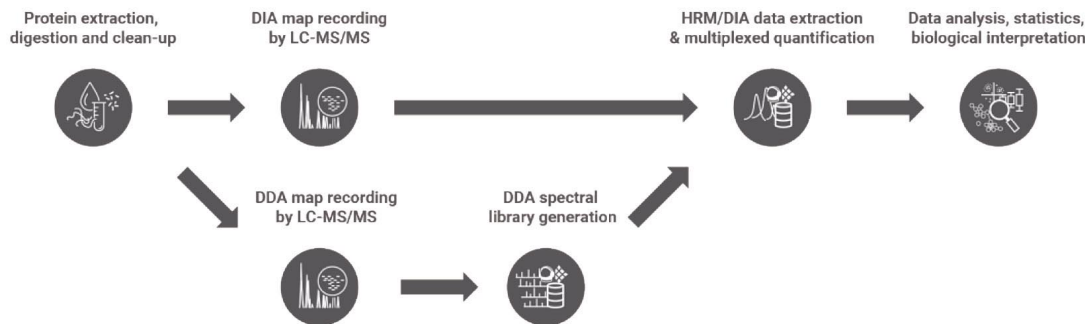 Protein extraction,
digestion and clean-up
DIA map recording
by LC-MS/MS
HRM/DIA data extraction
& multiplexed quantification
Data analysis, statistics,
biological interpretation
DDA map recording
by LC-MS/MS
DDA spectral
library generation